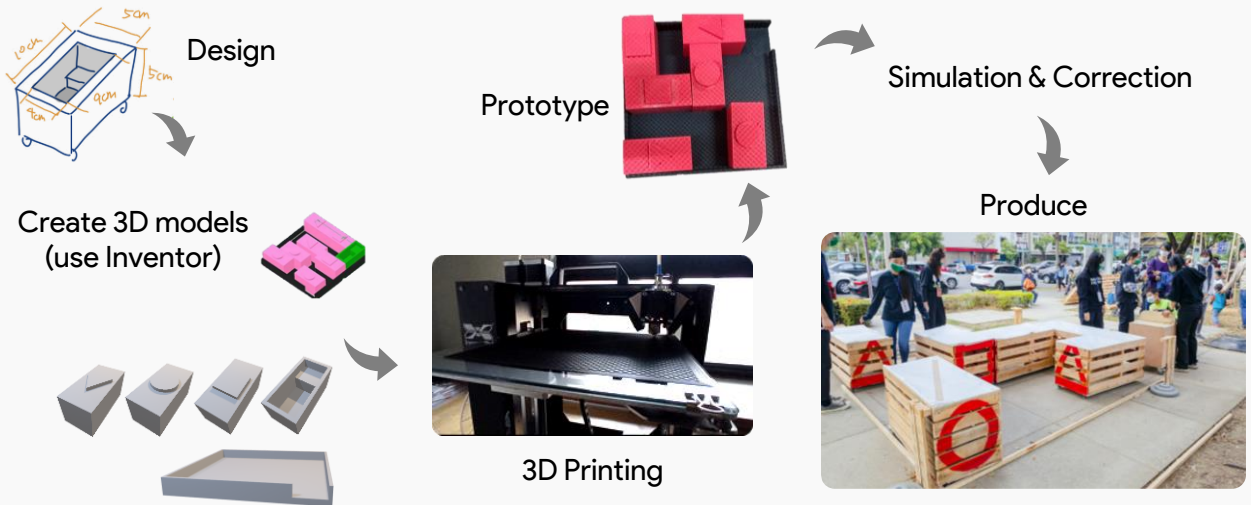 10cm
5cm
5cm
9cm
4cm
Design
Create 3D models
(use Inventor)
3D Printing
Prototype
Simulation & Correction
Produce
A
O
A